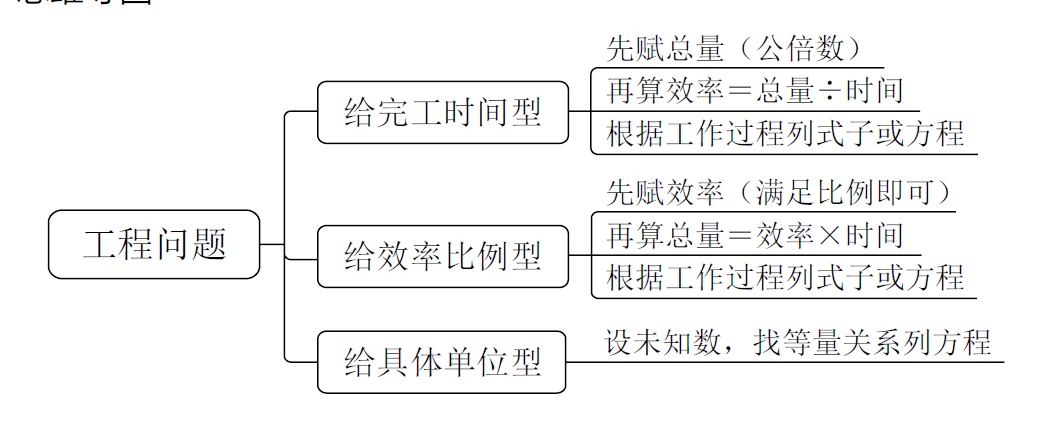 工程问题
给完工时间型
先赋总量（公倍数）
再算效率＝总量÷时间
根据工作过程列式子或方程
给效率比例型
先赋效率（满足比例即可）
再算总量＝效率×时间
根据工作过程列式子或方程
给具体单位型
设未知数，找等量关系列方程